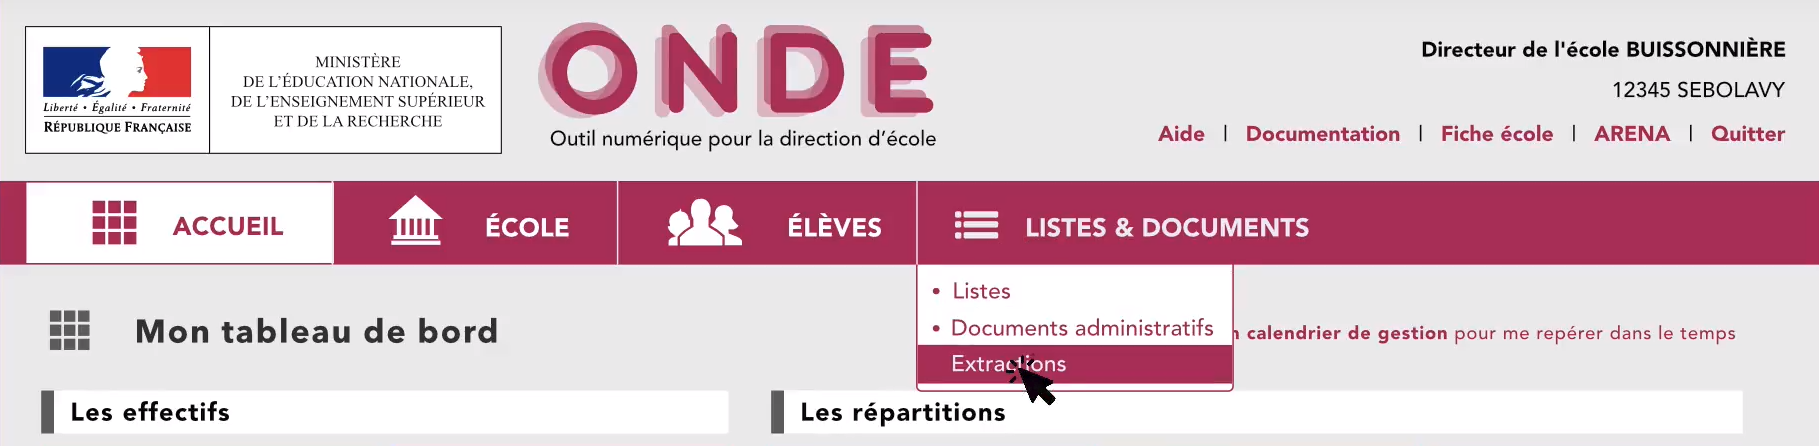 Liberté • Égalité • Fraternité
RÉPUBLIQUE FRANÇAISE
MINISTÈRE
DE L'ÉDUCATION NATIONALE,
DE L'ENSEIGNEMENT SUPÉRIEUR
ET DE LA RECHERCHE
ONDE
Outil numérique pour la direction d'école
Directeur de l'école BUISSONNIÈRE
12345 SEBOLAVY
Aide | Documentation | Fiche école | ARENA | Quitter
ACCUEIL
ÉCOLE
ÉLÈVES
LISTES & DOCUMENTS
• Listes
• Documents administratifs
Extractions
Mon tableau de bord
calendrier de gestion pour me repérer dans le temps
Les effectifs
Les répartitions